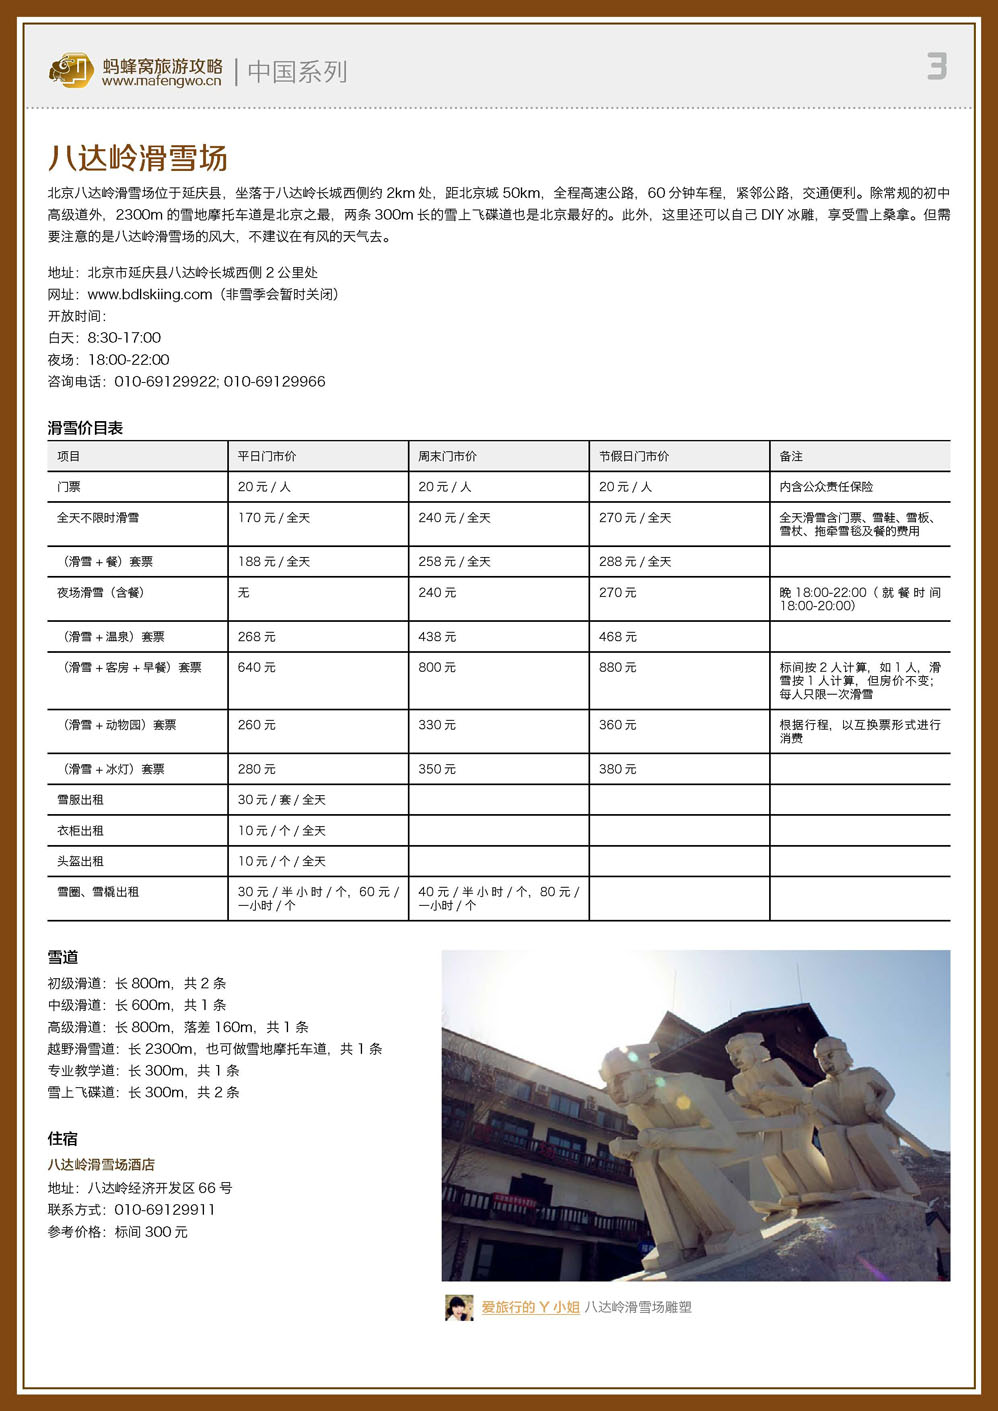 蚂蜂窝旅游攻略
www.mafengwo.cn
中国系列
3
八达岭滑雪场
北京八达岭滑雪场位于延庆县，坐落于八达岭长城西侧约 2km 处，距北京城 50km，全程高速公路，60 分钟车程，紧邻公路，交通便利。除常规的初中
高级道外，2300m 的雪地摩托车道是北京之最，两条 300m 长的雪上飞碟道也是北京最好的。此外，这里还可以自己 DIY 冰雕，享受雪上桑拿。但需
要注意的是八达岭滑雪场的风大，不建议在有风的天气去。
地址：北京市延庆县八达岭长城西侧 2 公里处
网址：www.bdlskiing.com（非雪季会暂时关闭）
开放时间：
白天：8:30-17:00
夜场：18:00-22:00
咨询电话：010-69129922; 010-69129966
滑雪价目表
项目 平日门市价 周末门市价 节假日门市价 备注
门票 20 元 / 人 20 元 / 人 20 元 / 人 内含公众责任保险
全天不限时滑雪 170 元 / 全天 240 元 / 全天 270 元 / 全天 全天滑雪含门票、雪鞋、雪板、
雪杖、拖牵雪毯及餐的费用
（滑雪 + 餐）套票 188 元 / 全天 258 元 / 全天 288 元 / 全天
夜场滑雪（含餐） 无 240 元 270 元 晚 18:00-22:00（就餐时间
18:00-20:00）
（滑雪 + 温泉）套票 268 元 438 元 468 元
（滑雪 + 客房 + 早餐）套票 640 元 800 元 880 元 标间按 2 人计算，如 1 人，滑
雪按 1 人计算，但房价不变；
每人只限一次滑雪
（滑雪 + 动物园）套票 260 元 330 元 360 元 根据行程，以互换票形式进行
消费
（滑雪 + 冰灯）套票 280 元 350 元 380 元
雪服出租 30 元 / 套 / 全天
衣柜出租 10 元 / 个 / 全天
头盔出租 10 元 / 个 / 全天
雪圈、雪橇出租 30 元 / 半小时 / 个，60 元 / 40 元 / 半小时 / 个，80 元 /
一小时 / 个 一小时 / 个
雪道
初级滑道：长 800m，共 2 条
中级滑道：长 600m，共 1 条
高级滑道：长 800m，落差 160m，共 1 条
越野滑雪道：长 2300m，也可做雪地摩托车道，共 1 条
专业教学道：长 300m，共 1 条
雪上飞碟道：长 300m，共 2 条
住宿
八达岭滑雪场酒店
地址：八达岭经济开发区 66 号
联系方式：010-69129911
参考价格：标间 300 元
爱旅行的 Y 小姐 八达岭滑雪场雕塑